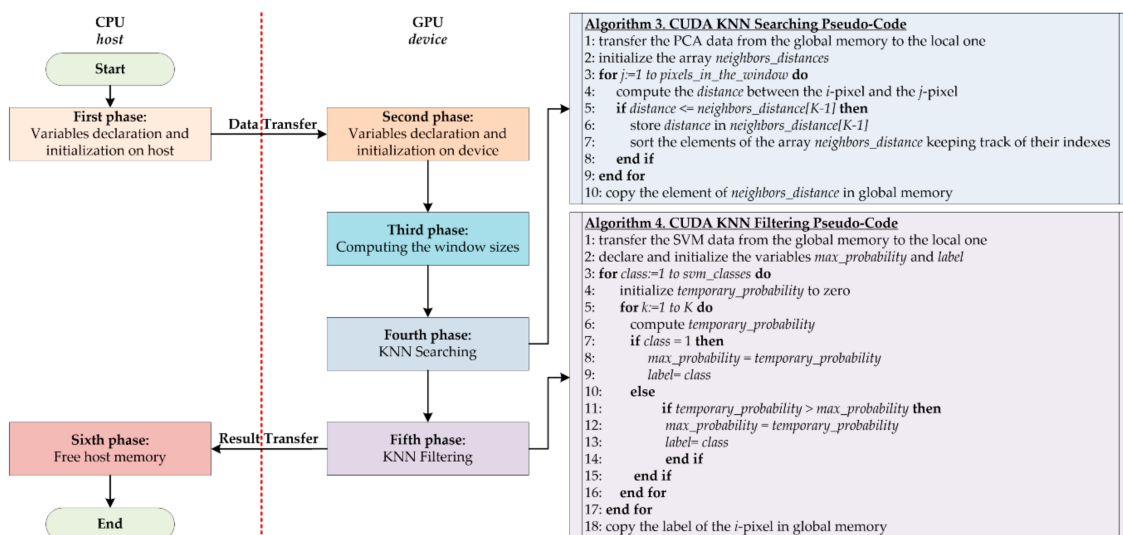 CPU
host
GPU
device
Start
First phase:
Variables declaration and
initialization on host
Data Transfer
Second phase:
Variables declaration and
initialization on device
Third phase:
Computing the window sizes
Fourth phase:
KNN Searching
Fifth phase:
KNN Filtering
Result Transfer
Sixth phase:
Free host memory
End
Algorithm 3. CUDA KNN Searching Pseudo-Code
1: transfer the PCA data from the global memory to the local one
2: initialize the array neighbors_distances
3: for j:=1 to pixels_in_the_window do
4: compute the distance between the i-pixel and the j-pixel
5: if distance <= neighbors_distance[K-1] then
6: store distance in neighbors_distance[K-1]
7: sort the elements of the array neighbors_distance keeping track of their indexes
8: end if
9: end for
10: copy the element of neighbors_distance in global memory
Algorithm 4. CUDA KNN Filtering Pseudo-Code
1: transfer the SVM data from the global memory to the local one
2: declare and initialize the variables max_probability and label
3: for class:=1 to svm_classes do
4: initialize temporary_probability to zero
5: for k:=1 to K do
6: compute temporary_probability
7: if class = 1 then
8: max_probability = temporary_probability
9: label= class
10: else
11: if temporary_probability > max_probability then
12: max_probability = temporary_probability
13: label= class
14: end if
15: end if
16: end for
17: end for
18: copy the label of the i-pixel in global memory